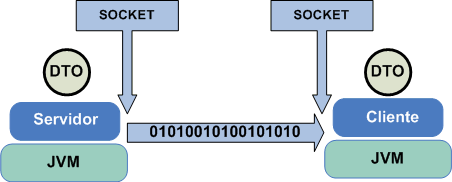 SOCKET
SOCKET
DTO
DTO
Servidor
01010010100101010
Cliente
JVM
JVM